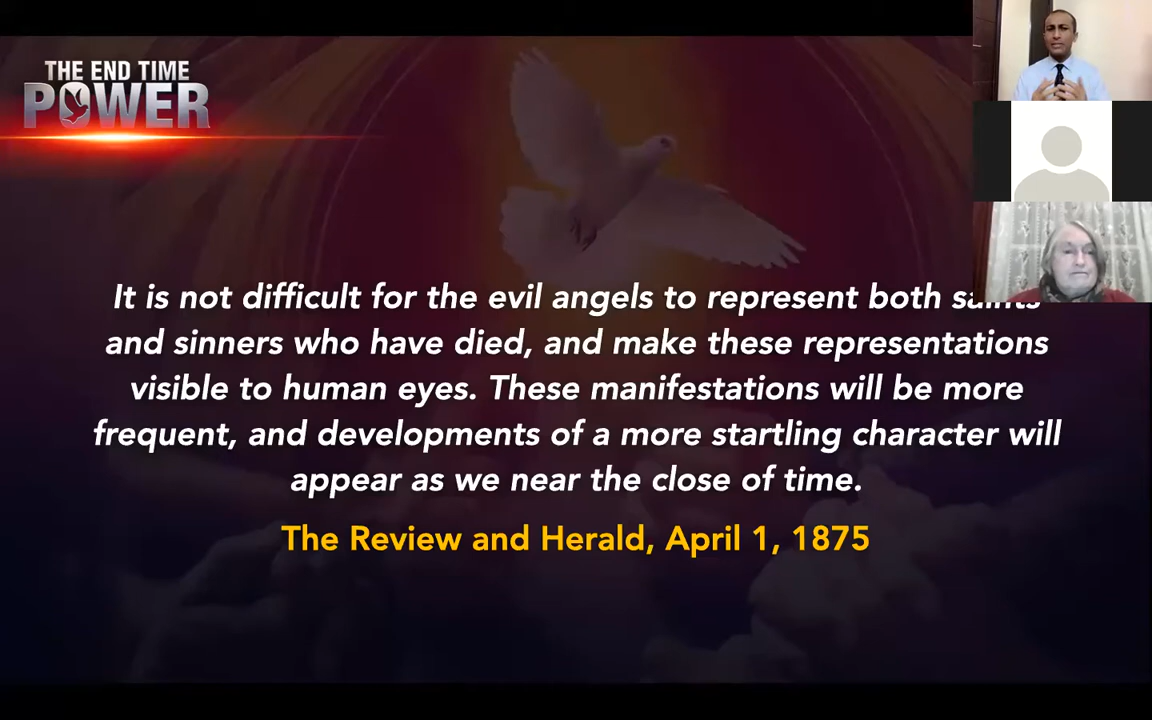 THE END TIME
POWER
It is not difficult for the evil angels to represent both saints
and sinners who have died, and make these representations
visible to human eyes. These manifestations will be more
frequent, and developments of a more startling character will
appear as we near the close of time.
The Review and Herald, April 1, 1875